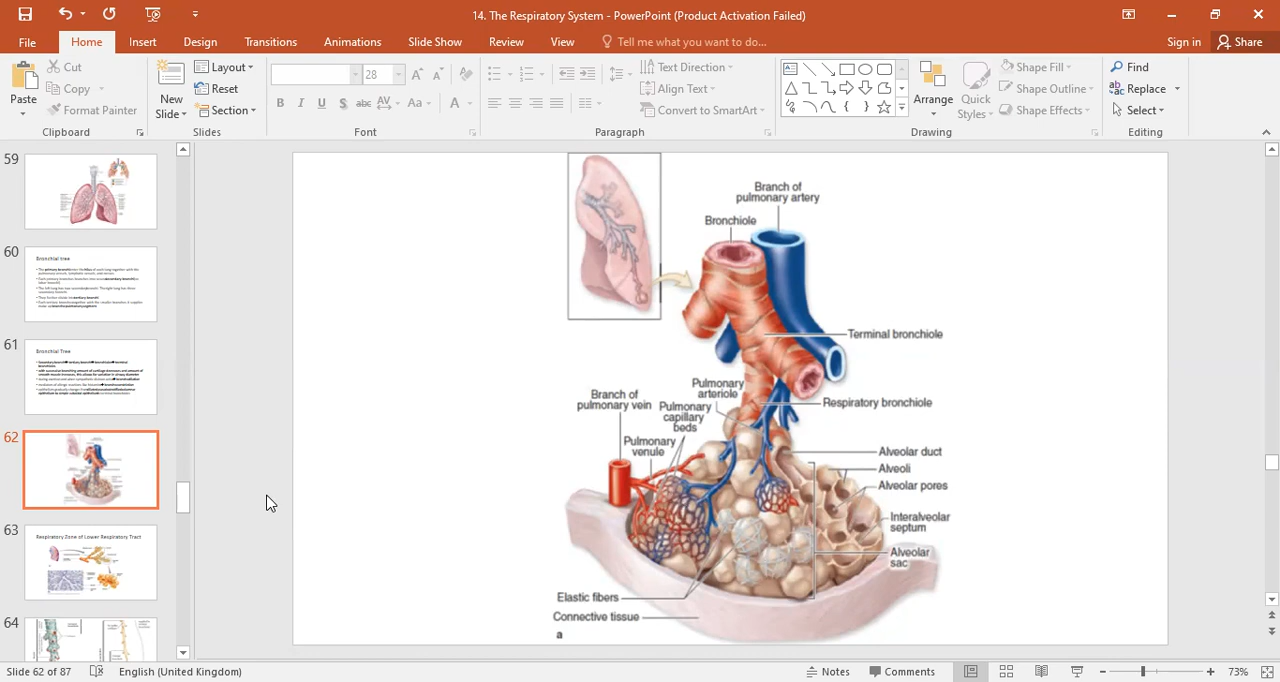 14. The Respiratory System - PowerPoint (Product Activation Failed)
File Home Insert Design Transitions Animations Slide Show Review View Tell me what you want to do... Sign in Share
Paste
Cut
Copy
Format Painter
Clipboard
New
Slide
Layout
Reset
Section
Slides
28
B I U S abc AV Aa A
Font
Text Direction
Align Text
Convert to SmartArt
Paragraph
Arrange
Quick
Styles
Shape Fill
Shape Outline
Shape Effects
Drawing
Find
Replace
Select
Editing
59
60
Bronchial tree
61
Bronchial Tree
62
63
Respiratory Zone of Lower Respiratory Tract
64
Branch of
pulmonary artery
Bronchiole
Terminal bronchiole
Pulmonary
arteriole
Respiratory bronchiole
Branch of
pulmonary vein
Pulmonary
capillary
beds
Pulmonary
venule
Alveolar duct
Alveoli
Alveolar pores
Interalveolar
septum
Alveolar
sac
Elastic fibers
Connective tissue
a
Slide 62 of 87 English (United Kingdom) Notes Comments 73%